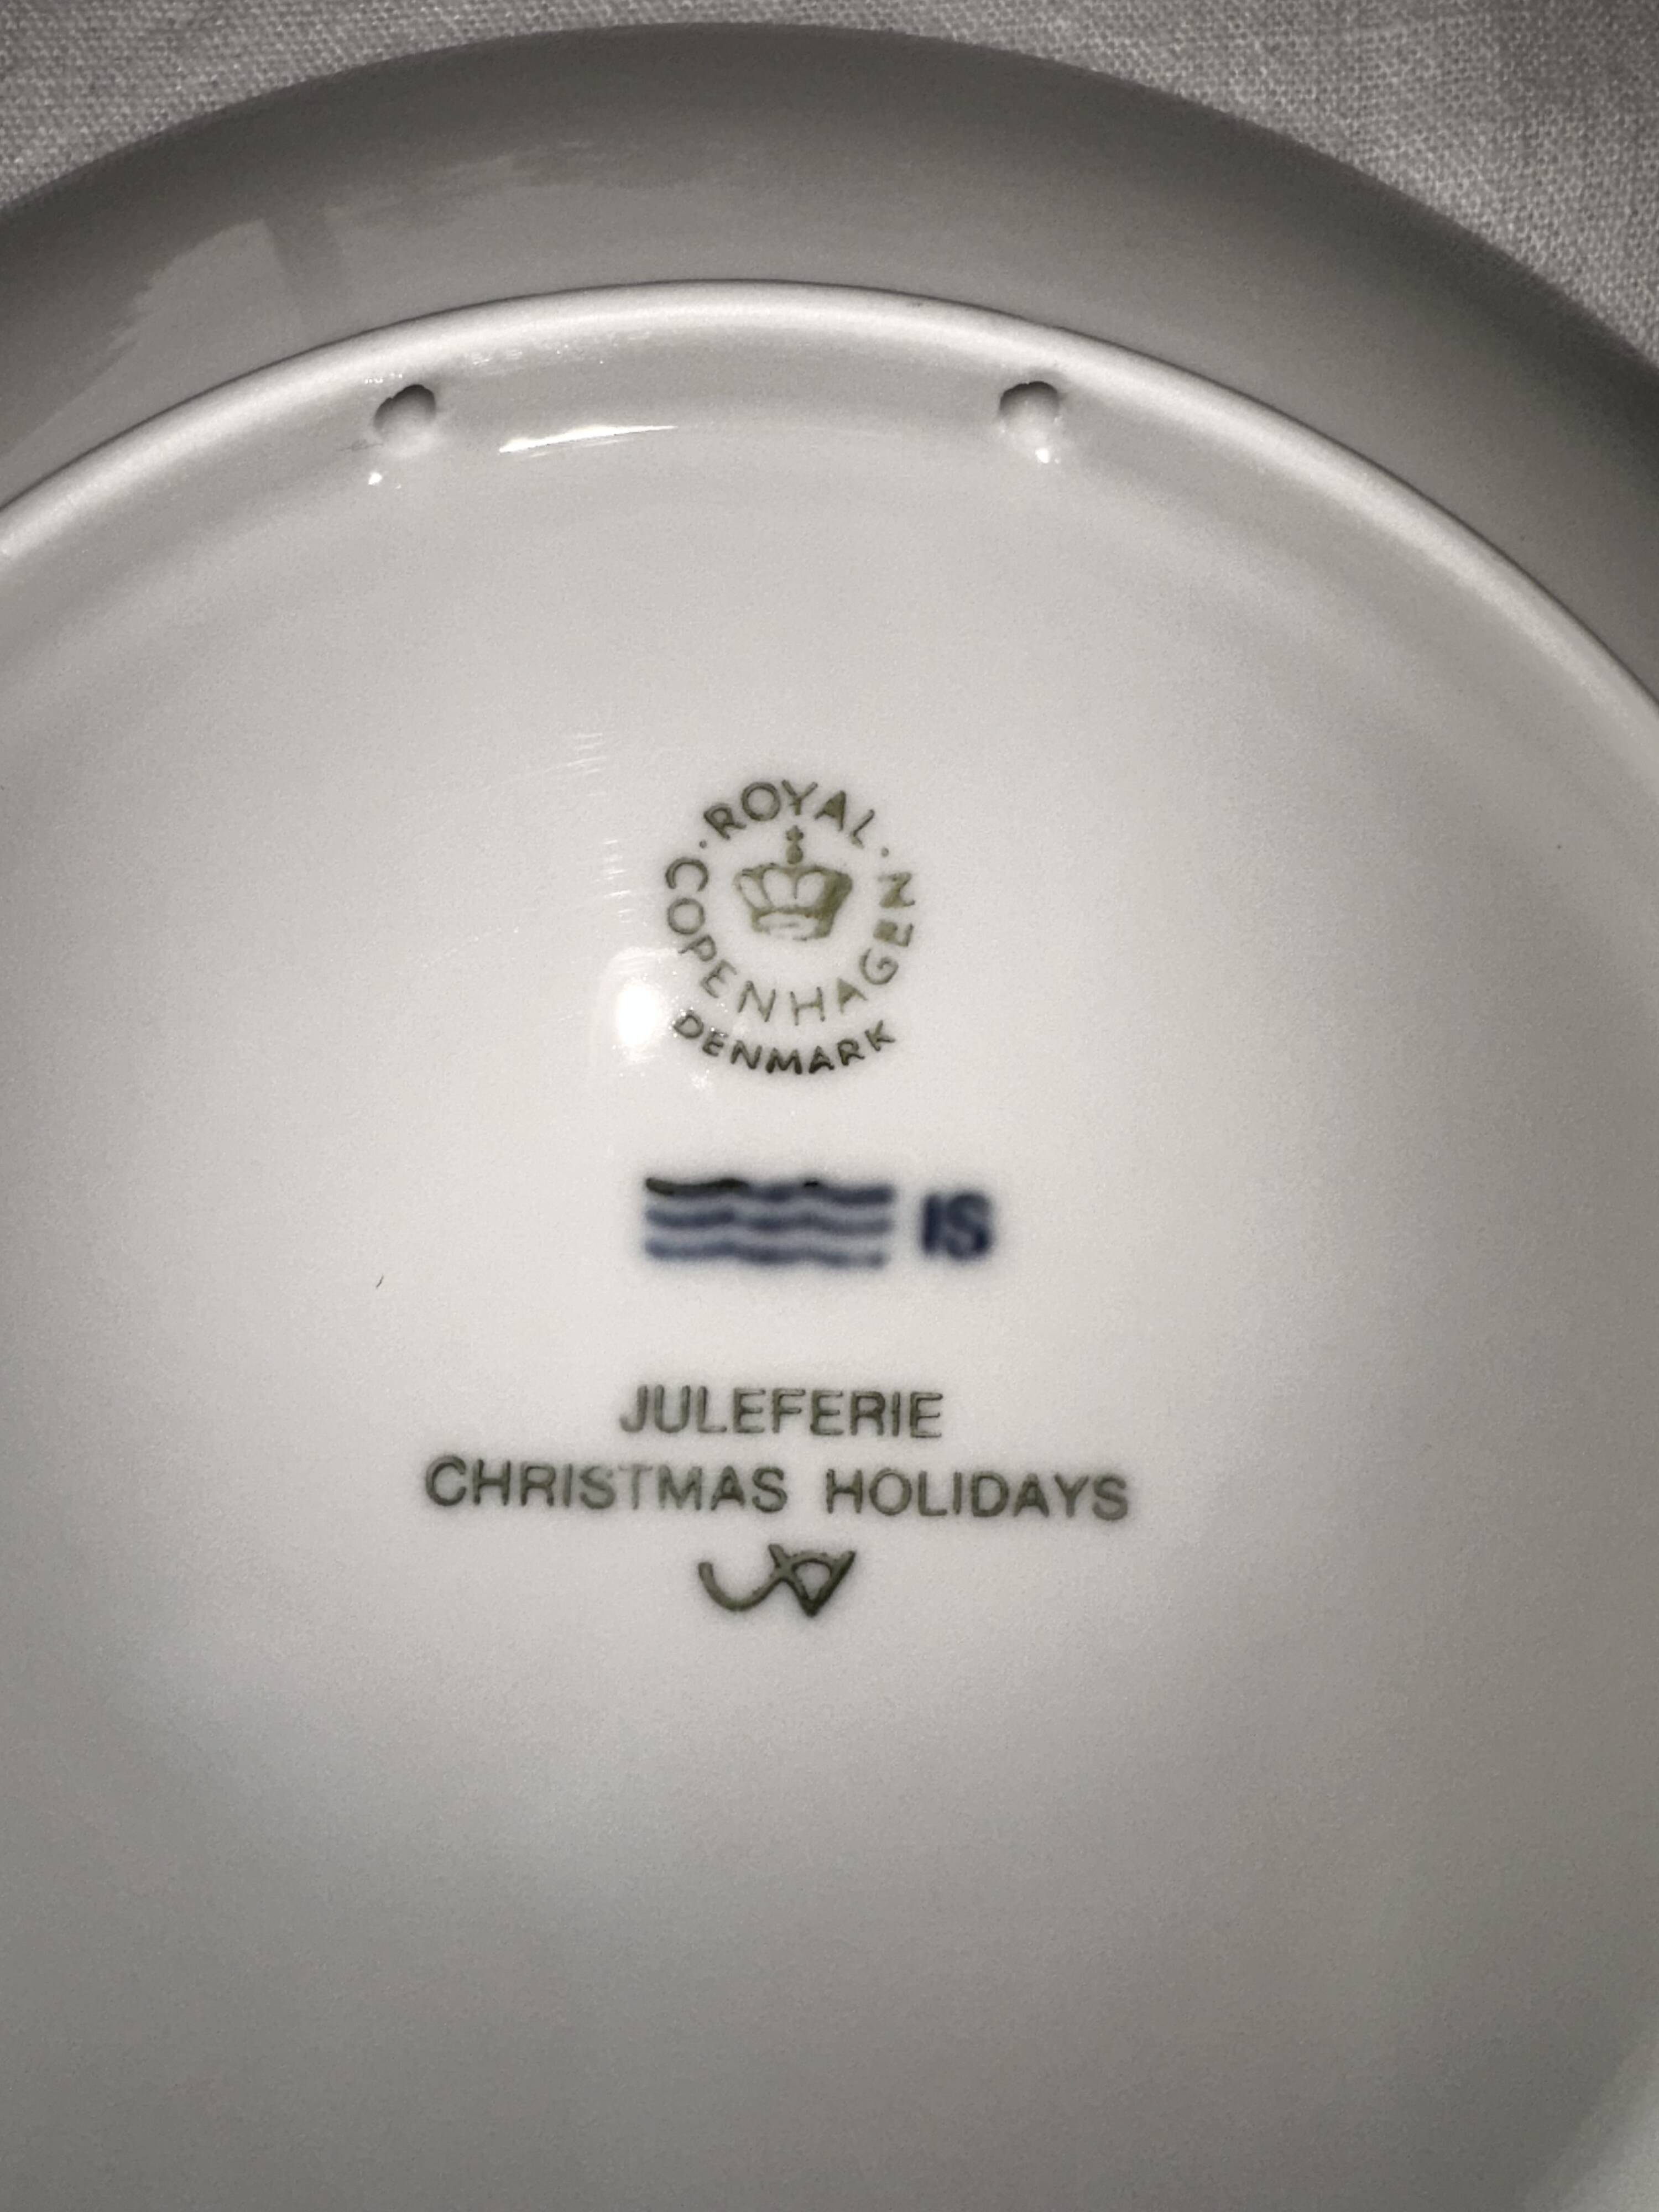 ROYAL
COPENHAGEN
DENMARK
IS
JULEFERIE
CHRISTMAS HOLIDAYS